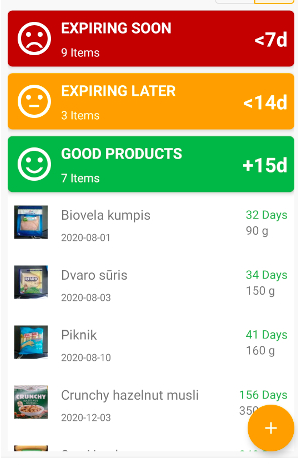 EXPIRING SOON
9 Items
<7d
EXPIRING LATER
3 Items
<14d
GOOD PRODUCTS
7 Items
+15d
Biovela kumpis
2020-08-01
32 Days
90 g
Dvaro sūris
2020-08-03
34 Days
150 g
Piknik
2020-08-10
41 Days
160 g
Crunchy hazelnut musli
2020-12-03
156 Days
350
+